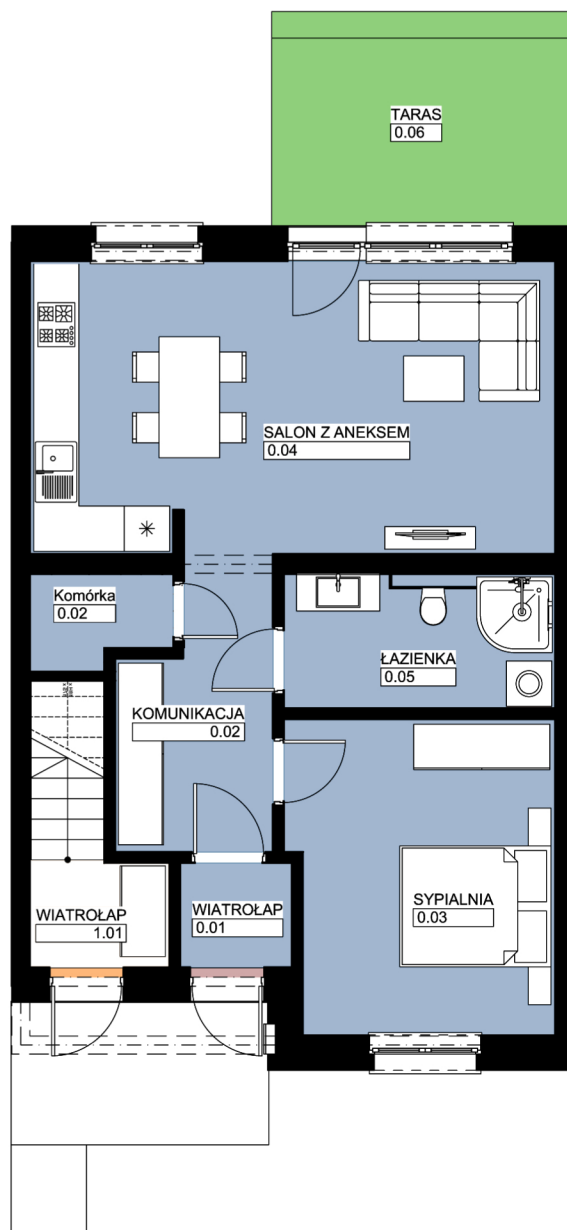 TARAS
0.06
SALON Z ANEKSEM
0.04
Komórka
0.02
ŁAZIENKA
0.05
KOMUNIKACJA
0.02
SYPIALNIA
0.03
WIATROŁAP
1.01
WIATROŁAP
0.01